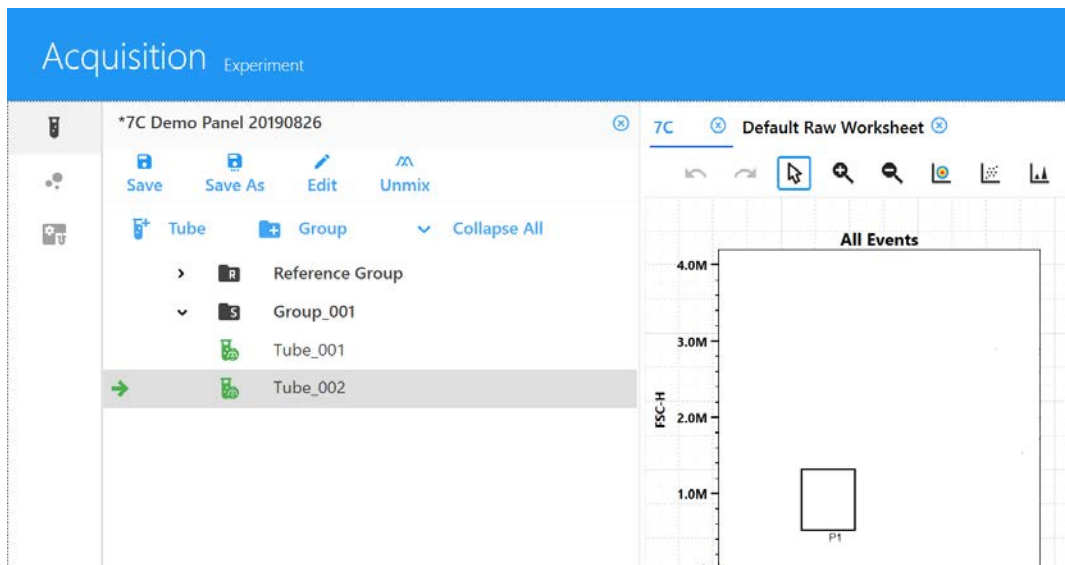 Acquisition Experiment
*7C Demo Panel 20190826
Save Save As Edit Unmix
Tube Group Collapse All
R Reference Group
S Group_001
Tube_001
Tube_002
7C Default Raw Worksheet
All Events
4.0M
3.0M
2.0M
1.0M
FSC-H
P1